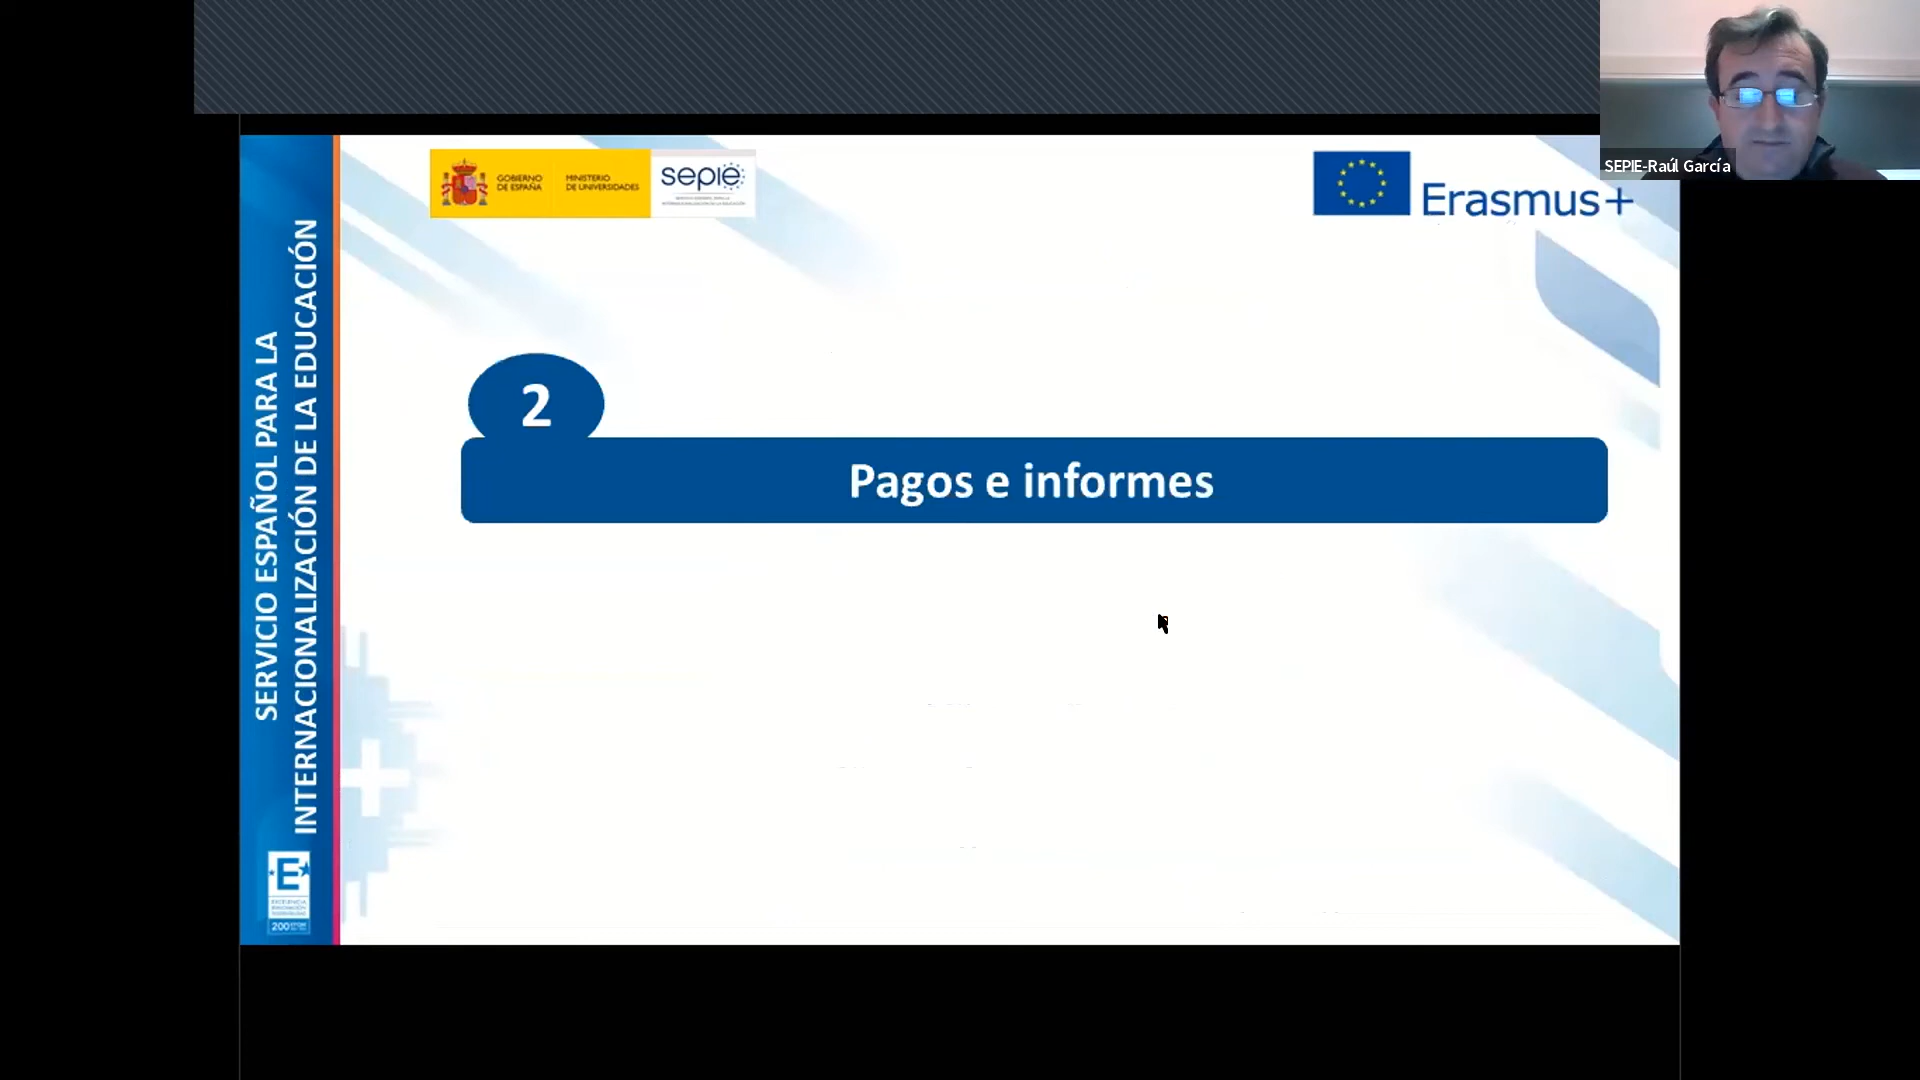 SEPIE-Raúl García
GOBIERNO
DE ESPAÑA
MINISTERIO
DE UNIVERSIDADES
sepie
Erasmus+
SERVICIO ESPAÑOL PARA LA
INTERNACIONALIZACIÓN DE LA EDUCACIÓN
2
Pagos e informes
E
200